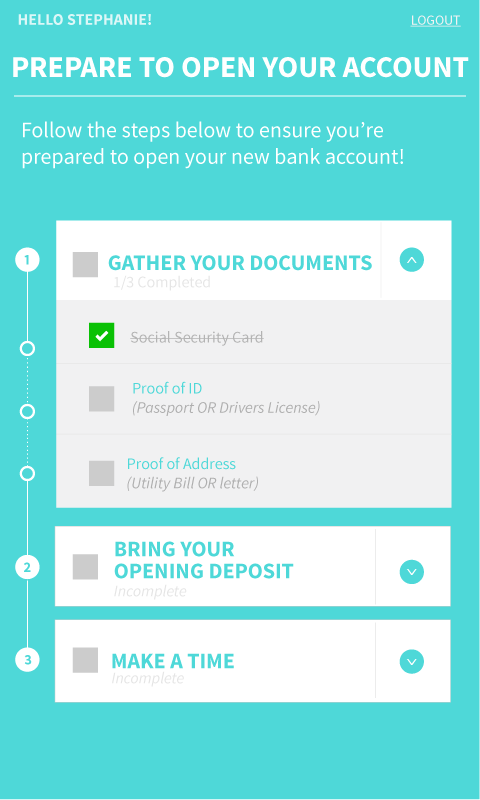 HELLO STEPHANIE!
LOGOUT
PREPARE TO OPEN YOUR ACCOUNT
Follow the steps below to ensure you’re
prepared to open your new bank account!
1
GATHER YOUR DOCUMENTS
1/3 Completed
Social Security Card
Proof of ID
(Passport OR Drivers License)
Proof of Address
(Utility Bill OR letter)
2
BRING YOUR
OPENING DEPOSIT
Incomplete
3
MAKE A TIME
Incomplete